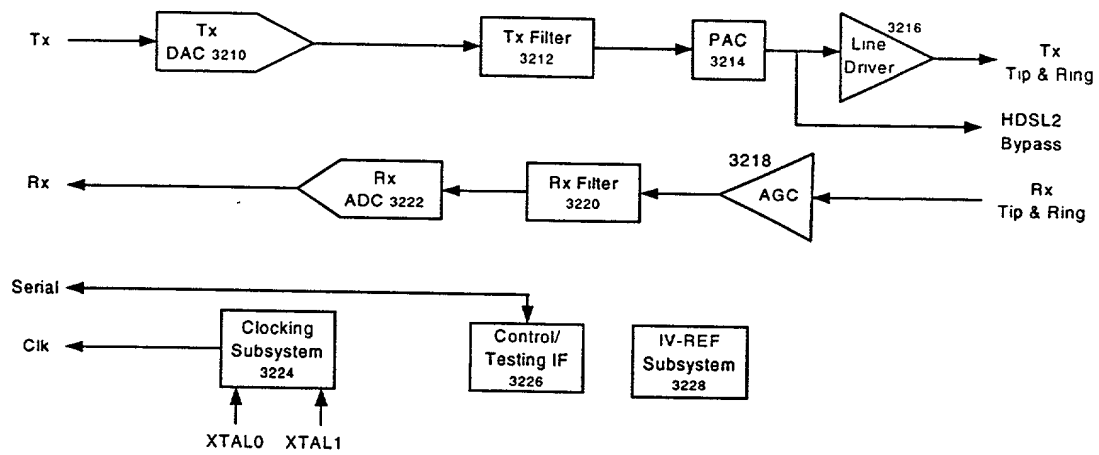 Tx
Tx
DAC 3210
Tx Filter
3212
PAC
3214
3216
Line
Driver
Tx
Tip & Ring
HDSL2
Bypass
Rx
Rx
ADC 3222
Rx Filter
3220
3218
AGC
Rx
Tip & Ring
Serial
Clk
Clocking
Subsystem
3224
XTAL0 XTAL1
Control/
Testing IF
3226
IV-REF
Subsystem
3228